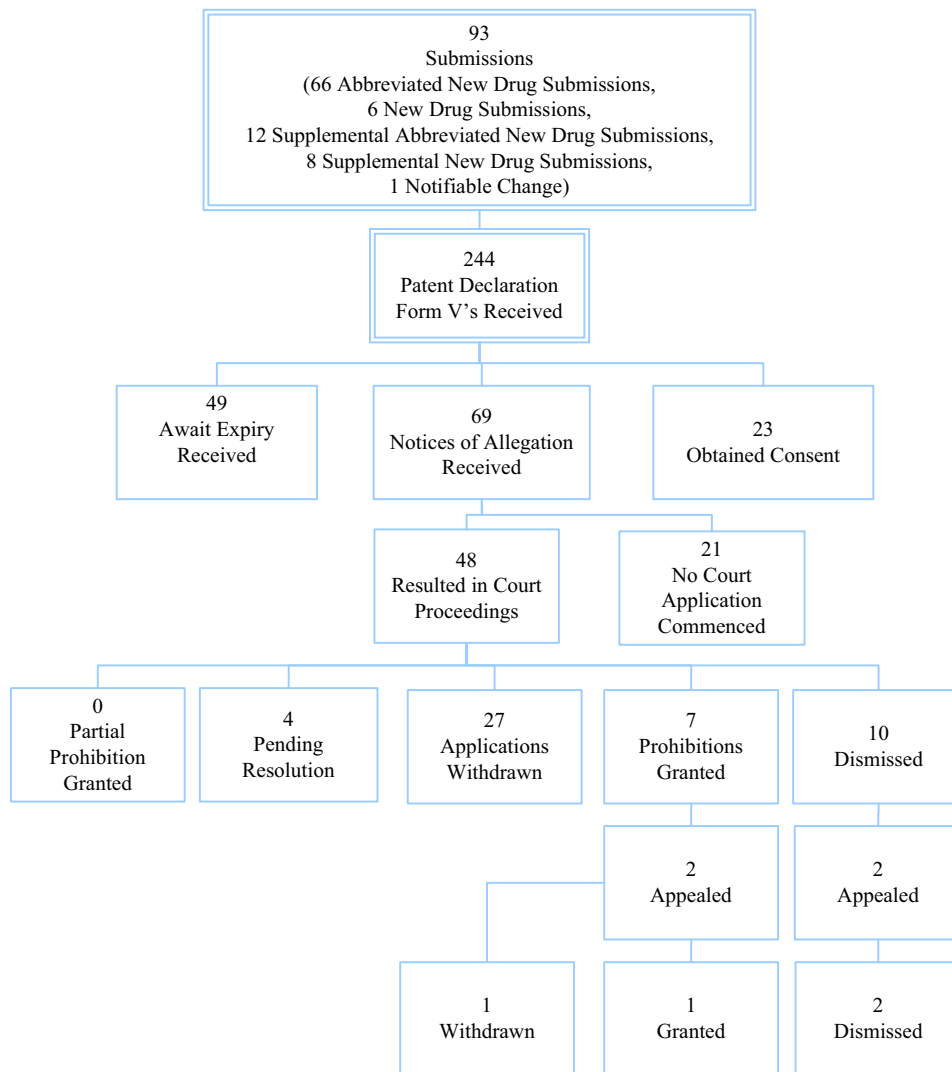 93
Submissions
(66 Abbreviated New Drug Submissions,
6 New Drug Submissions,
12 Supplemental Abbreviated New Drug Submissions,
8 Supplemental New Drug Submissions,
1 Notifiable Change)
244
Patent Declaration
Form V's Received
49
Await Expiry
Received
69
Notices of Allegation
Received
23
Obtained Consent
48
Resulted in Court
Proceedings
21
No Court
Application
Commenced
0
Partial
Prohibition
Granted
4
Pending
Resolution
27
Applications
Withdrawn
7
Prohibitions
Granted
10
Dismissed
2
Appealed
2
Appealed
1
Withdrawn
1
Granted
2
Dismissed